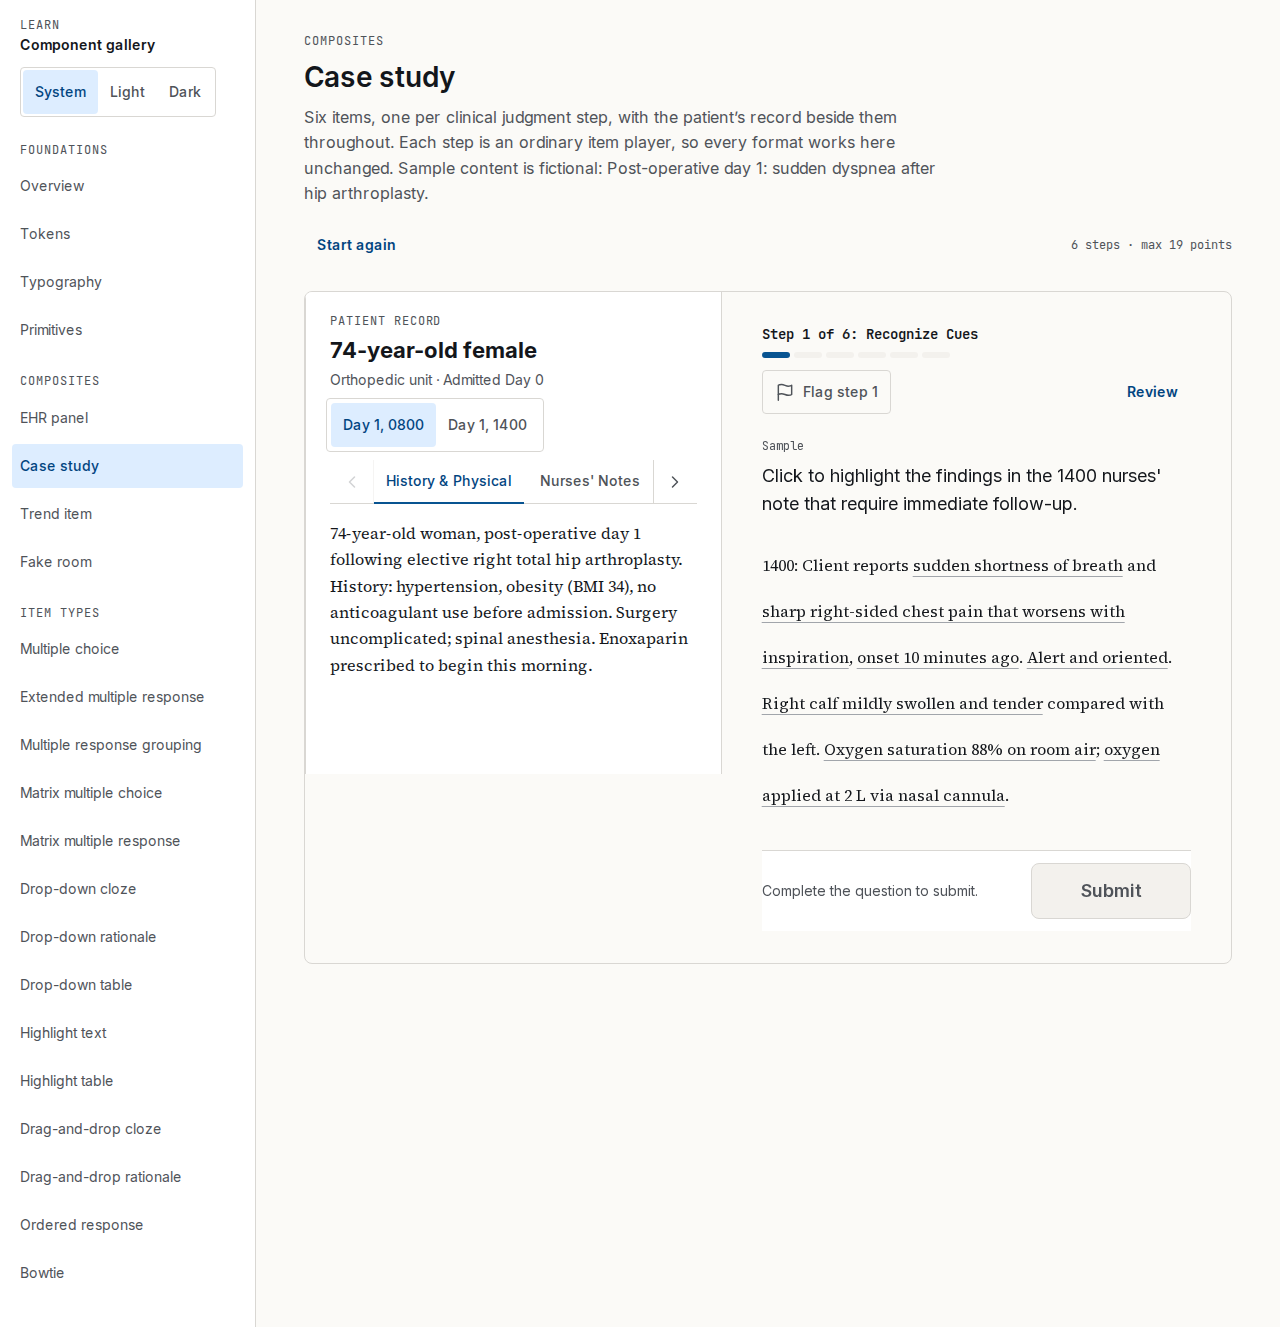 LEARN
Component gallery
System Light Dark
FOUNDATIONS
Overview
Tokens
Typography
Primitives
COMPOSITES
EHR panel
Case study
Trend item
Fake room
ITEM TYPES
Multiple choice
Extended multiple response
Multiple response grouping
Matrix multiple choice
Matrix multiple response
Drop-down cloze
Drop-down rationale
Drop-down table
Highlight text
Highlight table
Drag-and-drop cloze
Drag-and-drop rationale
Ordered response
Bowtie
COMPOSITES
Case study
Six items, one per clinical judgment step, with the patient’s record beside them
throughout. Each step is an ordinary item player, so every format works here
unchanged. Sample content is fictional: Post-operative day 1: sudden dyspnea after
hip arthroplasty.
Start again
6 steps · max 19 points
PATIENT RECORD
74-year-old female
Orthopedic unit · Admitted Day 0
Day 1, 0800 Day 1, 1400
History & Physical Nurses' Notes
74-year-old woman, post-operative day 1
following elective right total hip arthroplasty.
History: hypertension, obesity (BMI 34), no
anticoagulant use before admission. Surgery
uncomplicated; spinal anesthesia. Enoxaparin
prescribed to begin this morning.
Step 1 of 6: Recognize Cues
Flag step 1
Review
Sample
Click to highlight the findings in the 1400 nurses'
note that require immediate follow-up.
1400: Client reports sudden shortness of breath and
sharp right-sided chest pain that worsens with
inspiration, onset 10 minutes ago. Alert and oriented.
Right calf mildly swollen and tender compared with
the left. Oxygen saturation 88% on room air; oxygen
applied at 2 L via nasal cannula.
Complete the question to submit.
Submit